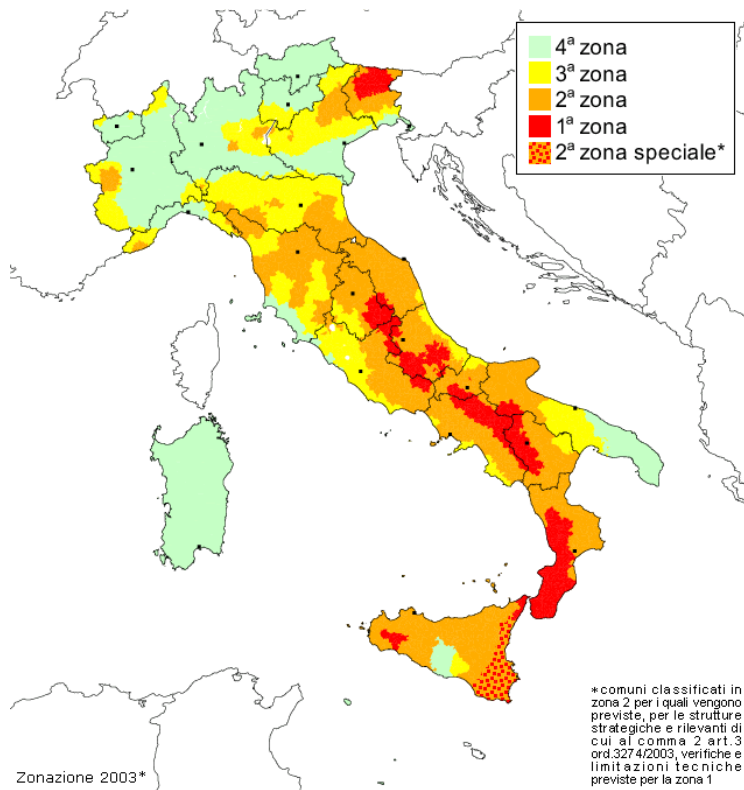 4ª zona
3ª zona
2ª zona
1ª zona
2ª zona speciale*
*comuni classificati in
zona 2 per i quali vengono
previste, per le strutture
strategiche e rilevanti di
cui al comma 2 art.3
ord.3274/2003, verifiche e
limitazioni tecniche
previste per la zona 1
Zonazione 2003*